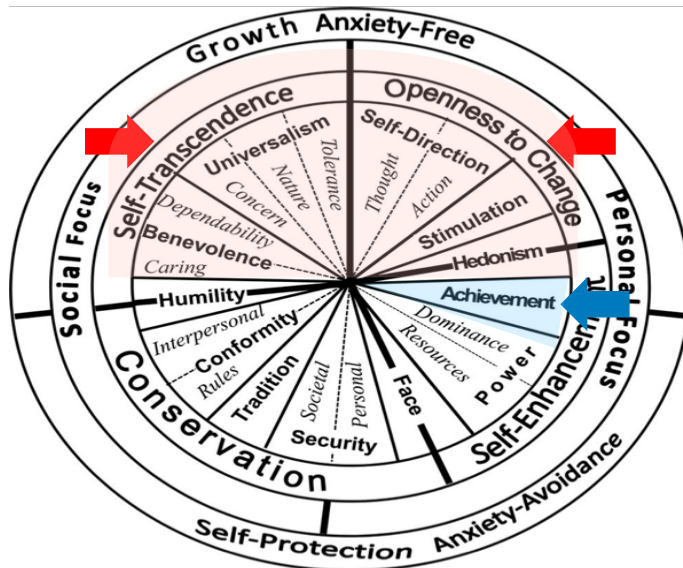 Growth Anxiety-Free
Self-Transcendence
Openness to Change
Social Focus
Personal Focus
Universalism
Concern
Nature
Tolerance
Self-Direction
Thought
Action
Stimulation
Hedonism
Dependability
Benevolence
Caring
Humility
Achievement
Dominance
Resources
Power
Interpersonal
Conformity
Rules
Tradition
Societal
Personal
Security
Face
Conservation
Self-Enhancem
Self-Protection Anxiety-Avoidance